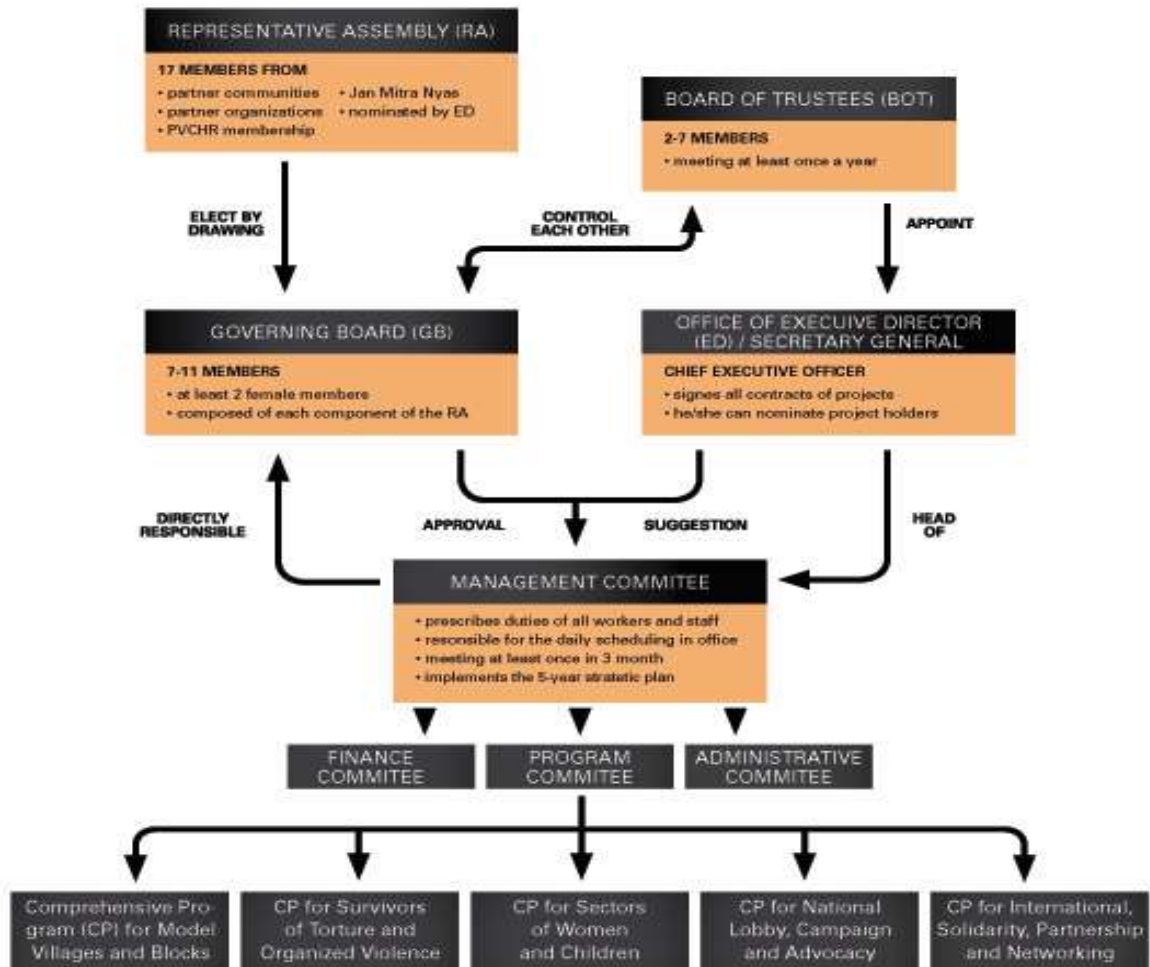 REPRESENTATIVE ASSEMBLY (RA)
17 MEMBERS FROM
• partner communities
• partner organizations
• PVCHR membership
• Jan Mitra Nyas
• nominated by ED
BOARD OF TRUSTEES (BOT)
2-7 MEMBERS
• meeting at least once a year
ELECT BY
DRAWING
CONTROL
EACH OTHER
APPOINT
GOVERNING BOARD (GB)
7-11 MEMBERS
• at least 2 female members
• composed of each component of the RA
OFFICE OF EXECUIVE DIRECTOR
(ED) / SECRETARY GENERAL
CHIEF EXECUTIVE OFFICER
• signes all contracts of projects
• he/she can nominate project holders
DIRECTLY
RESPONSIBLE
APPROVAL
SUGGESTION
HEAD
OF
MANAGEMENT COMMITEE
• prescribes duties of all workers and staff
• resonsible for the daily scheduling in office
• meeting at least once in 3 month
• implements the 5-year stratetic plan
FINANCE
COMMITEE
PROGRAM
COMMITEE
ADMINISTRATIVE
COMMITEE
Comprehensive Pro-
gram (CP) for Model
Villages and Blocks
CP for Survivors
of Torture and
Organized Violence
CP for Sectors
of Women
and Children
CP for National
Lobby, Campaign
and Advocacy
CP for International,
Solidarity, Partnership
and Networking